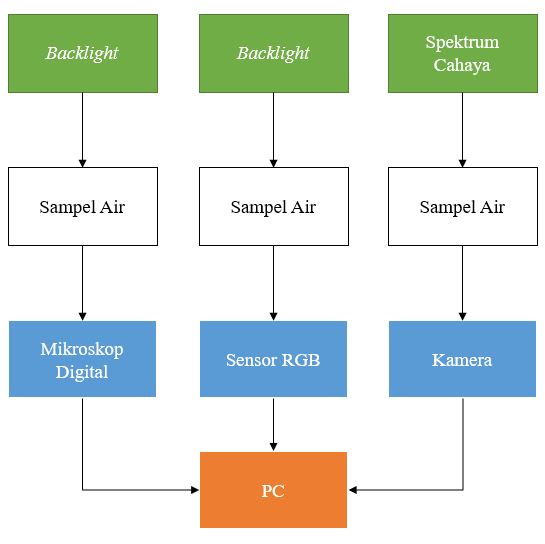 Backlight
Backlight
Spektrum
Cahaya
Sampel Air
Sampel Air
Sampel Air
Mikroskop
Digital
Sensor RGB
Kamera
PC